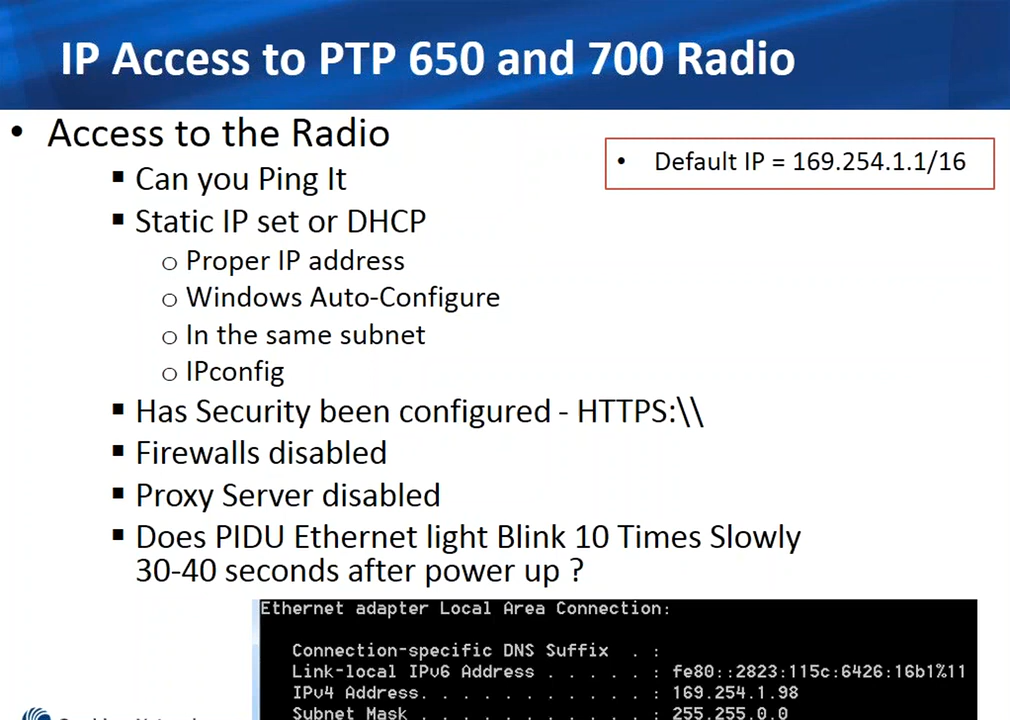 IP Access to PTP 650 and 700 Radio
• Access to the Radio
• Default IP = 169.254.1.1/16
▪ Can you Ping It
▪ Static IP set or DHCP
o Proper IP address
o Windows Auto-Configure
o In the same subnet
o IPconfig
▪ Has Security been configured - HTTPS:\\
▪ Firewalls disabled
▪ Proxy Server disabled
▪ Does PIDU Ethernet light Blink 10 Times Slowly
30-40 seconds after power up ?
Ethernet adapter Local Area Connection:
Connection-specific DNS Suffix . :
Link-local IPv6 Address . . . . . : fe80::2823:115c:6426:16b1%11
IPv4 Address. . . . . . . . . . . : 169.254.1.98
Subnet Mask . . . . . . . . . . . : 255.255.0.0